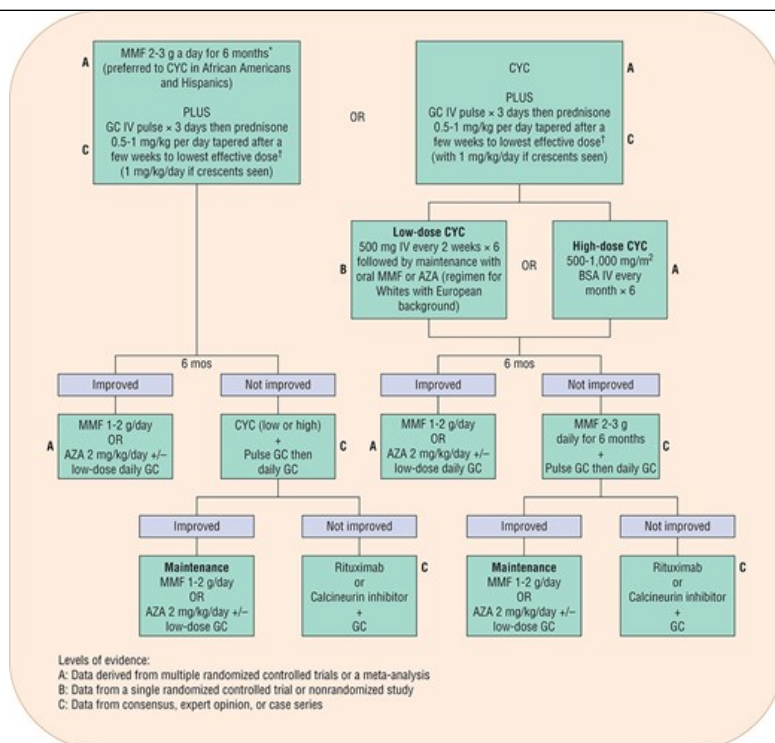 A
MMF 2-3 g a day for 6 months*
(preferred to CYC in African Americans
and Hispanics)
PLUS
C
GC IV pulse × 3 days then prednisone
0.5-1 mg/kg per day tapered after a
few weeks to lowest effective dose†
(1 mg/kg/day if crescents seen)
OR
CYC
A
PLUS
GC IV pulse × 3 days then prednisone
0.5-1 mg/kg per day tapered after a
few weeks to lowest effective dose†
(with 1 mg/kg/day if crescents seen)
C
B
Low-dose CYC
500 mg IV every 2 weeks × 6
followed by maintenance with
oral MMF or AZA (regimen for
Whites with European
background)
OR
High-dose CYC
500-1,000 mg/m²
BSA IV every
month × 6
A
6 mos
Improved
Not improved
A
MMF 1-2 g/day
OR
AZA 2 mg/kg/day +/–
low-dose daily GC
CYC (low or high)
+
Pulse GC then
daily GC
C
6 mos
Improved
Not improved
A
MMF 1-2 g/day
OR
AZA 2 mg/kg/day +/–
low-dose daily GC
MMF 2-3 g
daily for 6 months
+
Pulse GC then daily GC
C
Improved
Not improved
Maintenance
MMF 1-2 g/day
OR
AZA 2 mg/kg/day +/–
low-dose GC
Rituximab
or
Calcineurin inhibitor
+
GC
C
Improved
Not improved
Maintenance
MMF 1-2 g/day
OR
AZA 2 mg/kg/day +/–
low-dose GC
Rituximab
or
Calcineurin inhibitor
+
GC
C
Levels of evidence:
A: Data derived from multiple randomized controlled trials or a meta-analysis
B: Data from a single randomized controlled trial or nonrandomized study
C: Data from consensus, expert opinion, or case series